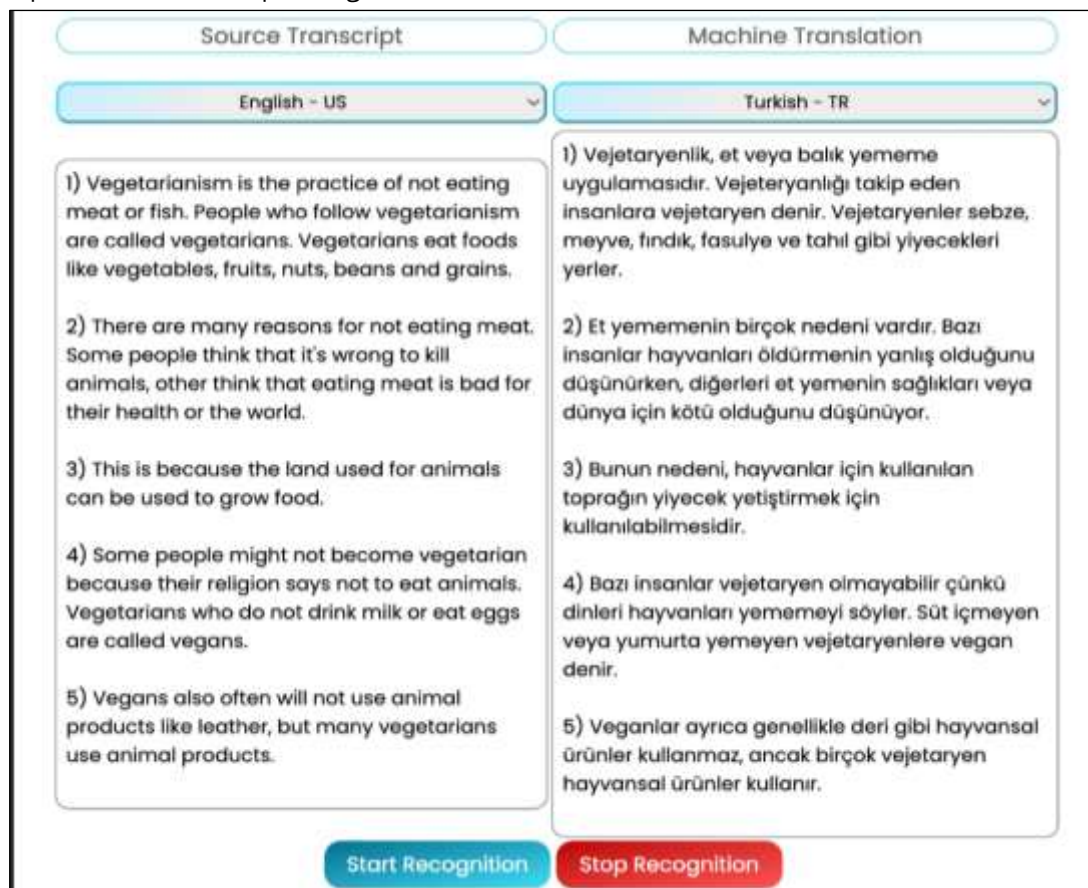 Source Transcript
English - US
1) Vegetarianism is the practice of not eating
meat or fish. People who follow vegetarianism
are called vegetarians. Vegetarians eat foods
like vegetables, fruits, nuts, beans and grains.
2) There are many reasons for not eating meat.
Some people think that it's wrong to kill
animals, other think that eating meat is bad for
their health or the world.
3) This is because the land used for animals
can be used to grow food.
4) Some people might not become vegetarian
because their religion says not to eat animals.
Vegetarians who do not drink milk or eat eggs
are called vegans.
5) Vegans also often will not use animal
products like leather, but many vegetarians
use animal products.
Machine Translation
Turkish - TR
1) Vejetaryenlik, et veya balık yememe
uygulamasıdır. Vejeteryanlığı takip eden
insanlara vejetaryen denir. Vejetaryenler sebze,
meyve, fındık, fasulye ve tahıl gibi yiyecekleri
yerler.
2) Et yememenin birçok nedeni vardır. Bazı
insanlar hayvanları öldürmenin yanlış olduğunu
düşünürken, diğerleri et yemenin sağlıkları veya
dünya için kötü olduğunu düşünüyor.
3) Bunun nedeni, hayvanlar için kullanılan
toprağın yiyecek yetiştirmek için
kullanılabilmesidir.
4) Bazı insanlar vejetaryen olmayabilir çünkü
dinleri hayvanları yememeyi söyler. Süt içmeyen
veya yumurta yemeyen vejetaryenlere vegan
denir.
5) Veganlar ayrıca genellikle deri gibi hayvansal
ürünler kullanmaz, ancak birçok vejetaryen
hayvansal ürünler kullanır.
Start Recognition
Stop Recognition